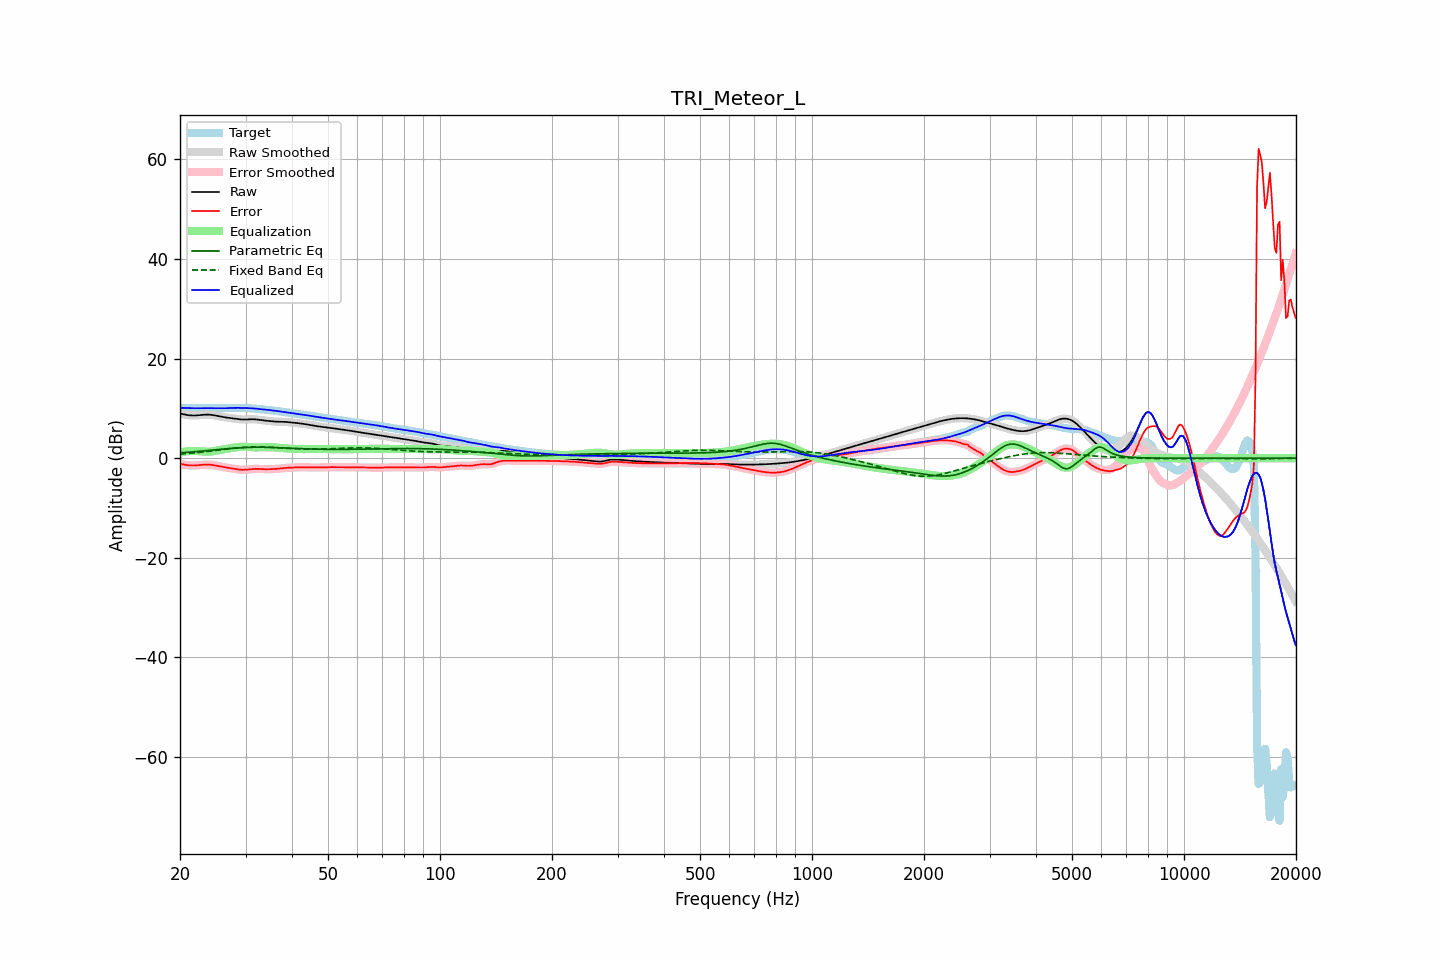 TRI_Meteor_L
Target
Raw Smoothed
Error Smoothed
Raw
Error
Equalization
Parametric Eq
Fixed Band Eq
Equalized
60
40
20
0
−20
−40
−60
Amplitude (dBr)
20
50
100
200
500
1000
2000
5000
10000
20000
Frequency (Hz)